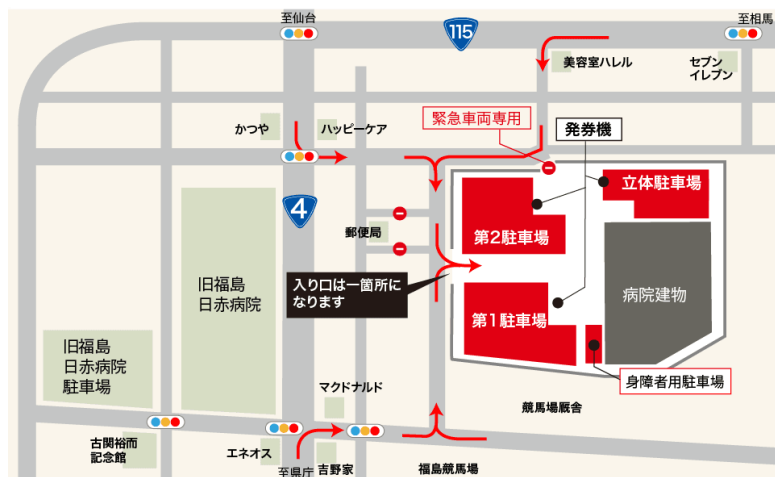 至仙台
115
至相馬
美容室ハレル
セブン
イレブン
緊急車両専用
発券機
かつや
ハッピーケア
立体駐車場
4
郵便局
第2駐車場
旧福島
日赤病院
入り口は一箇所に
なります
病院建物
第1駐車場
旧福島
日赤病院
駐車場
身障者用駐車場
マクドナルド
競馬場厩舎
古関裕而
記念館
エネオス
至県庁
吉野家
福島競馬場